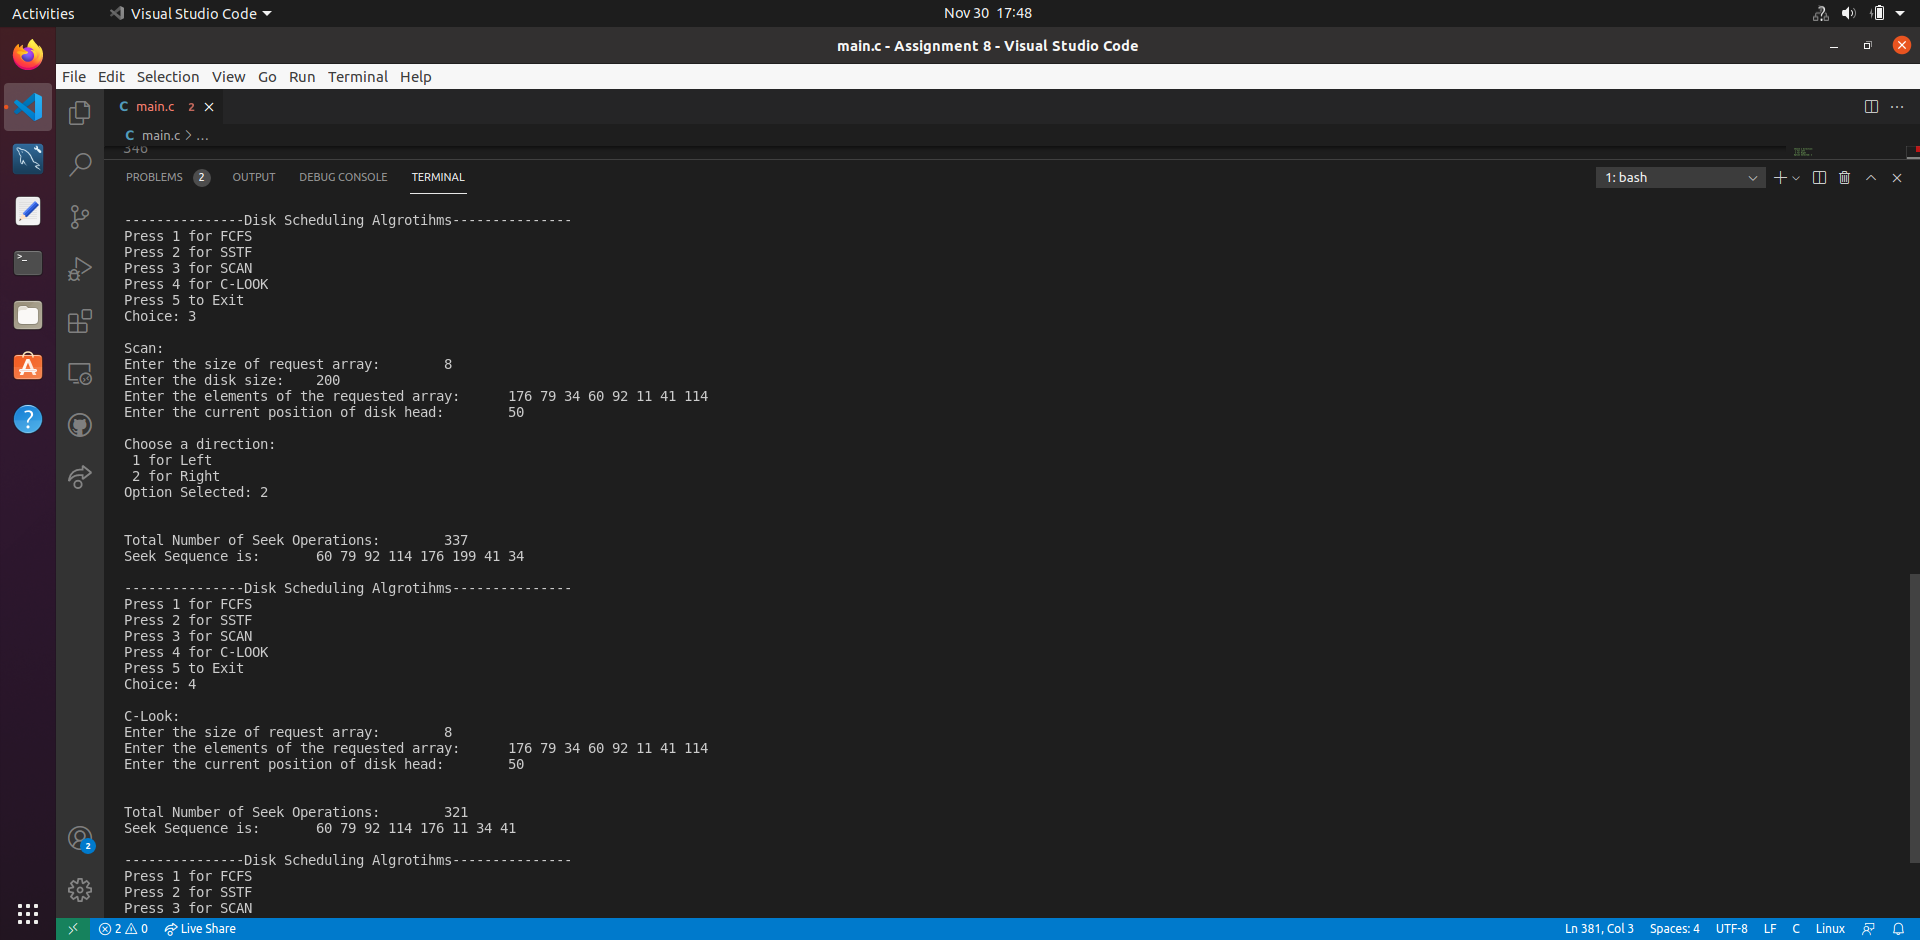 Activities Visual Studio Code Nov 30 17:48
main.c - Assignment 8 - Visual Studio Code
File Edit Selection View Go Run Terminal Help
C main.c 2
C main.c > ...
346
PROBLEMS 2 OUTPUT DEBUG CONSOLE TERMINAL 1: bash
---------------Disk Scheduling Algrotihms---------------
Press 1 for FCFS
Press 2 for SSTF
Press 3 for SCAN
Press 4 for C-LOOK
Press 5 to Exit
Choice: 3
Scan:
Enter the size of request array: 8
Enter the disk size: 200
Enter the elements of the requested array: 176 79 34 60 92 11 41 114
Enter the current position of disk head: 50
Choose a direction:
1 for Left
2 for Right
Option Selected: 2
Total Number of Seek Operations: 337
Seek Sequence is: 60 79 92 114 176 199 41 34
---------------Disk Scheduling Algrotihms---------------
Press 1 for FCFS
Press 2 for SSTF
Press 3 for SCAN
Press 4 for C-LOOK
Press 5 to Exit
Choice: 4
C-Look:
Enter the size of request array: 8
Enter the elements of the requested array: 176 79 34 60 92 11 41 114
Enter the current position of disk head: 50
Total Number of Seek Operations: 321
Seek Sequence is: 60 79 92 114 176 11 34 41
---------------Disk Scheduling Algrotihms---------------
Press 1 for FCFS
Press 2 for SSTF
Press 3 for SCAN
2
2 0 Live Share Ln 381, Col 3 Spaces: 4 UTF-8 LF C Linux